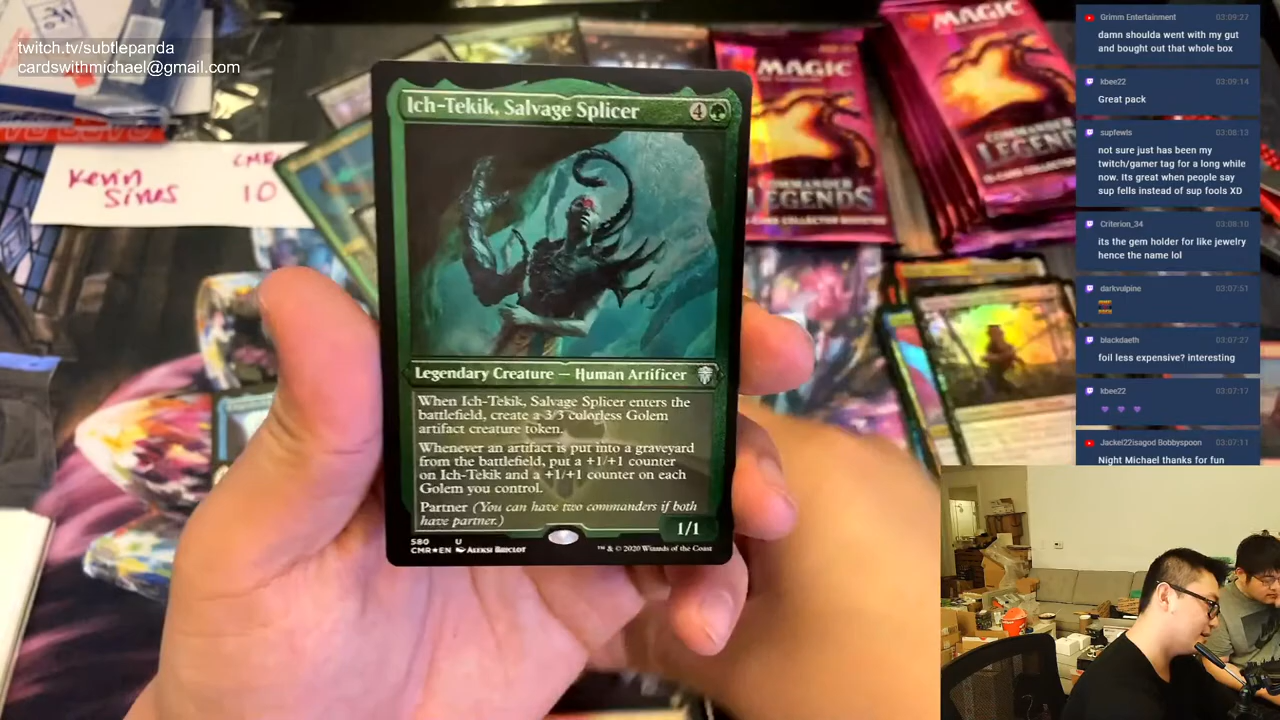 twitch.tv/subtlepanda
cardswithmichael@gmail.com
Kevin
Sines
10
MAGIC
COMMANDER
LEGENDS
MAGIC
COMMANDER
LEGENDS
Ich-Tekik, Salvage Splicer 4
Legendary Creature — Human Artificer
When Ich-Tekik, Salvage Splicer enters the
battlefield, create a 3/3 colorless Golem
artifact creature token.
Whenever an artifact is put into a graveyard
from the battlefield, put a +1/+1 counter
on Ich-Tekik and a +1/+1 counter on each
Golem you control.
Partner (You can have two commanders if both
have partner.)
1/1
580 U
CMR★EN Aleksi Briclot
™ & © 2020 Wizards of the Coast
Grimm Entertainment 03:09:27
damn shoulda went with my gut
and bought out that whole box
kbee22 03:09:14
Great pack
supfewls 03:08:13
not sure just has been my
twitch/gamer tag for a long while
now. Its great when people say
sup fells instead of sup fools XD
Criterion_34 03:08:10
its the gem holder for like jewelry
hence the name lol
darkvulpine 03:07:51
blackdaeth 03:07:27
foil less expensive? interesting
kbee22 03:07:17
Jackel22isagod Bobbyspoon 03:07:11
Night Michael thanks for fun